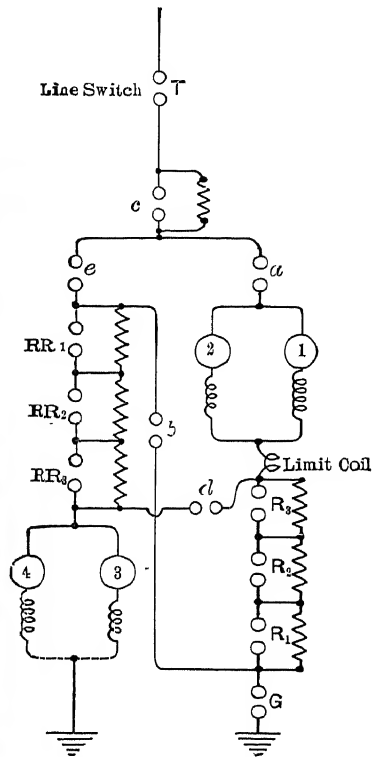 Line Switch T
c
e
a
RR1
2
1
RR2
b
Limit Coil
RR3
d
R3
4
3
R2
R1
G